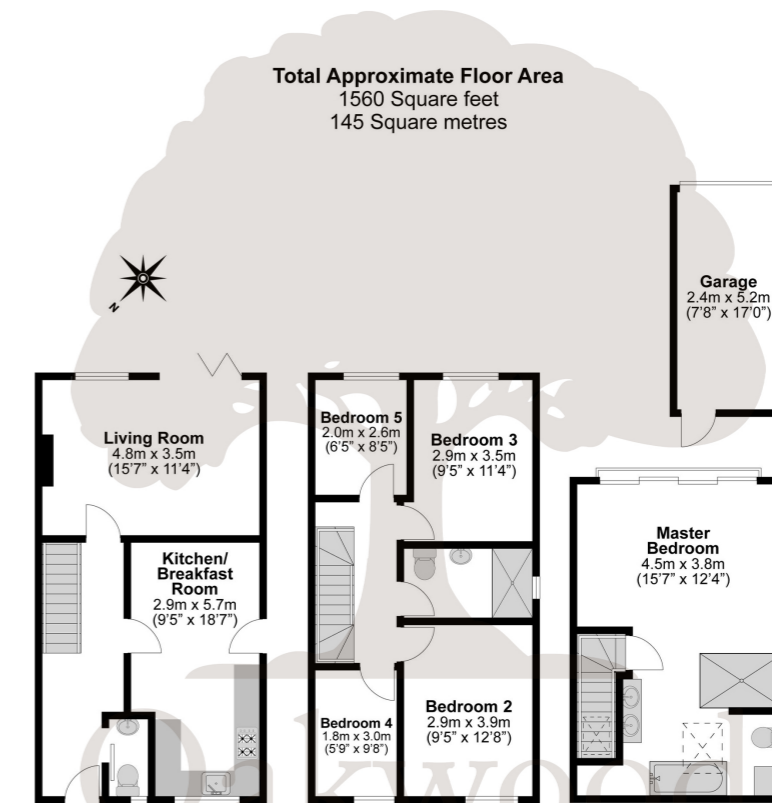 Total Approximate Floor Area
1560 Square feet
145 Square metres
N
Garage
2.4m x 5.2m
(7'8” x 17'0”)
Living Room
4.8m x 3.5m
(15'7” x 11'4”)
Bedroom 5
2.0m x 2.6m
(6'5” x 8'5”)
Bedroom 3
2.9m x 3.5m
(9'5” x 11'4”)
Kitchen/
Breakfast
Room
2.9m x 5.7m
(9'5” x 18'7”)
Master
Bedroom
4.5m x 3.8m
(15'7” x 12'4”)
Bedroom 4
1.8m x 3.0m
(5'9” x 9'8”)
Bedroom 2
2.9m x 3.9m
(9'5” x 12'8”)
Oakwood